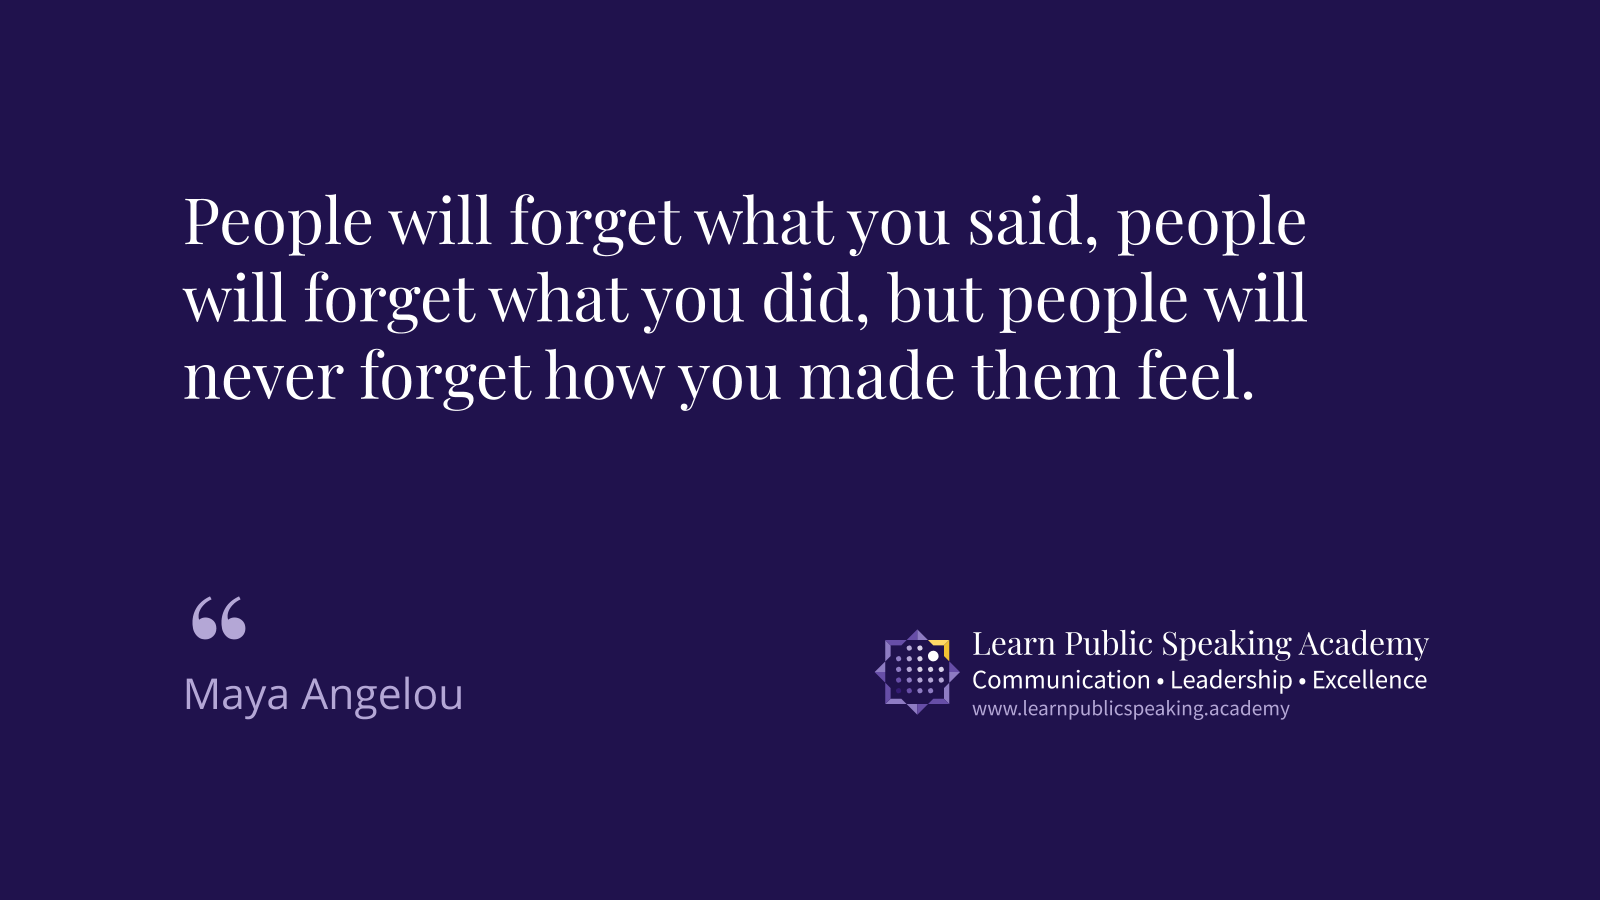 People will forget what you said, people
will forget what you did, but people will
never forget how you made them feel.
“
Maya Angelou
Learn Public Speaking Academy
Communication • Leadership • Excellence
www.learnpublicspeaking.academy